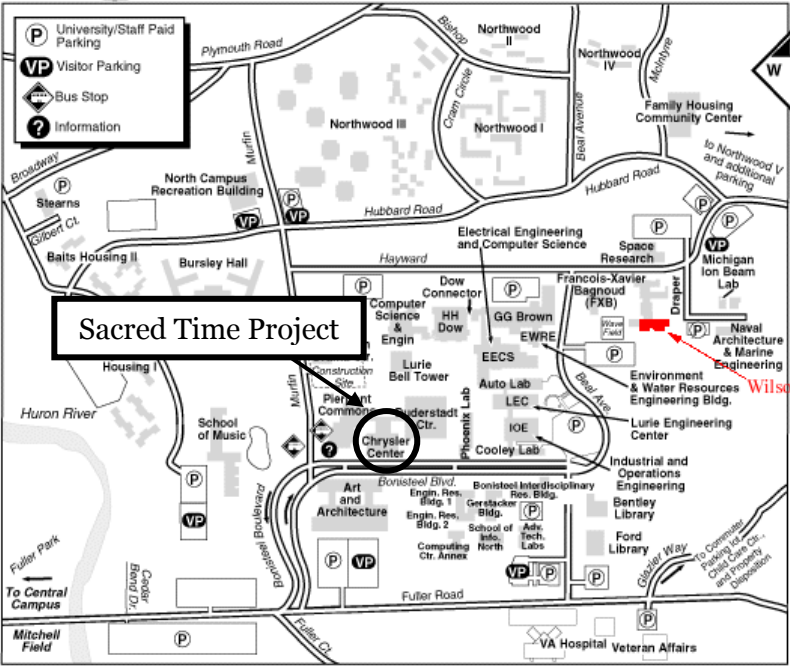 University/Staff Paid
Parking
P
VP
Visitor Parking
Bus Stop
?
Information
Plymouth Road
Bishop
Northwood
II
Northwood
IV
McIntyre
W
Cram Circle
Northwood III
Northwood I
Beal Avenue
Family Housing
Community Center
to Northwood V
and additional
parking
Broadway
Murfin
North Campus
Recreation Building
P
VP
VP
Hubbard Road
Hubbard Road
P
Stearns
Gilbert Ct.
Baits Housing II
Bursley Hall
Electrical Engineering
and Computer Science
Hayward
Space
Research
P
P
P
VP
Michigan
Ion Beam
Lab
Draper
Francois-Xavier
Bagnoud
(FXB)
Dow
Connector
P
P
Computer
Science
& Engin
HH
Dow
GG Brown
EWRE
Wave
Field
P
P
Naval
Architecture
& Marine
Engineering
Sacred Time Project
Housing I
Construction
Site
Lurie
Bell Tower
EECS
Auto Lab
LEC
IOE
Cooley Lab
Phoenix Lab
Beal Ave.
P
Environment
& Water Resources
Engineering Bldg.
Wilso
Lurie Engineering
Center
Industrial and
Operations
Engineering
Huron River
Murfin
School
of Music
Pierpont
Commons
Duderstadt
Ctr.
Chrysler
Center
?
Bonisteel Blvd.
Bonisteel Boulevard
Art
and
Architecture
Engin. Res.
Bldg. 1
Engin. Res.
Bldg. 2
Computing
Ctr. Annex
Bonisteel Interdisciplinary
Res. Bldg.
Gerstacker
Bldg.
School of
Info.
North
P
Adv.
Tech.
Labs
Bentley
Library
Ford
Library
P
VP
P
VP
VP
P
P
Glazier Way
To Commuter
Parking lot,
Child Care Ctr.,
and Property
Disposition
Fuller Park
To Central
Campus
Mitchell
Field
Cedar
Bend Dr.
P
Fuller Road
Fuller Ct.
P
VA Hospital
Veteran Affairs